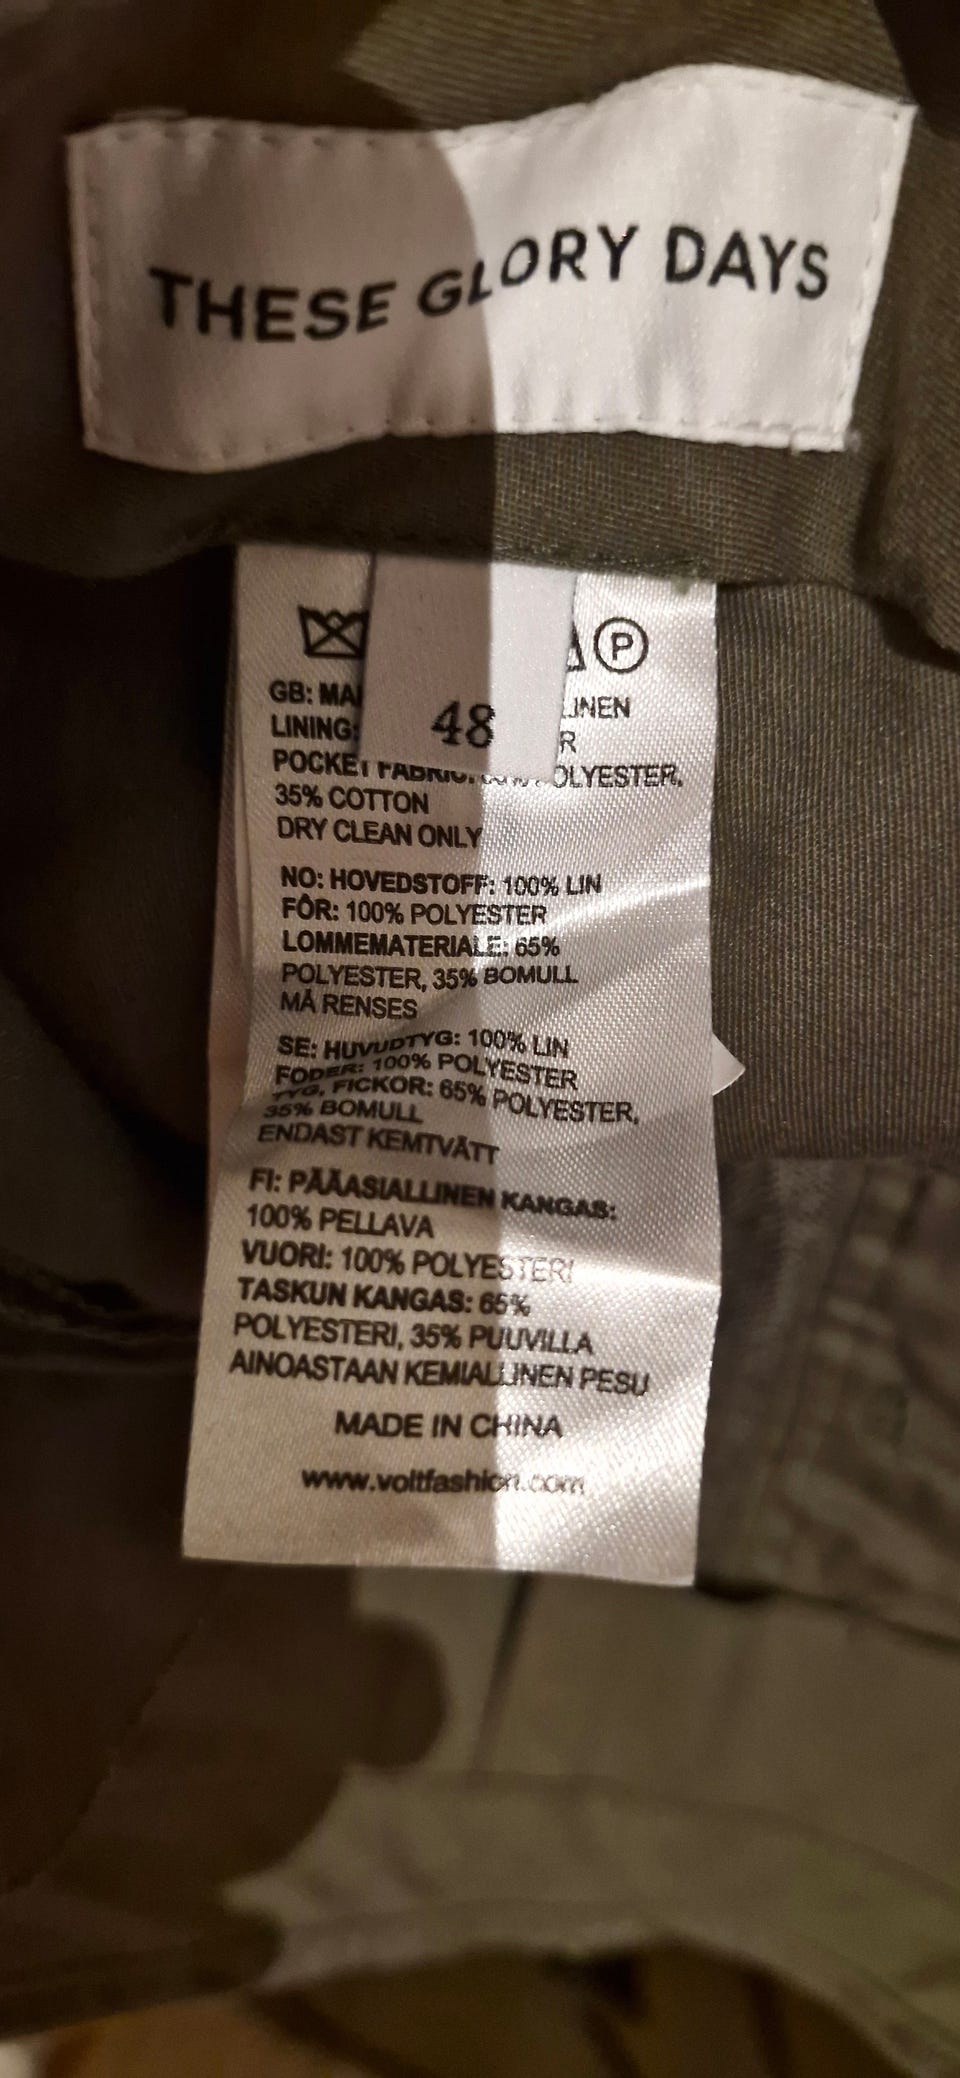 THESE GLORY DAYS
48
P
GB: MAI LINEN
LINING: R
POCKET FABRIC: POLYESTER,
35% COTTON
DRY CLEAN ONLY
NO: HOVEDSTOFF: 100% LIN
FÔR: 100% POLYESTER
LOMMEMATERIALE: 65%
POLYESTER, 35% BOMULL
MÅ RENSES
SE: HUVUDTYG: 100% LIN
FODER: 100% POLYESTER
TYG, FICKOR: 65% POLYESTER,
35% BOMULL
ENDAST KEMTVÄTT
FI: PÄÄASIALLINEN KANGAS:
100% PELLAVA
VUORI: 100% POLYESTERI
TASKUN KANGAS: 65%
POLYESTERI, 35% PUUVILLA
AINOASTAAN KEMIALLINEN PESU
MADE IN CHINA
www.voltfashion.com